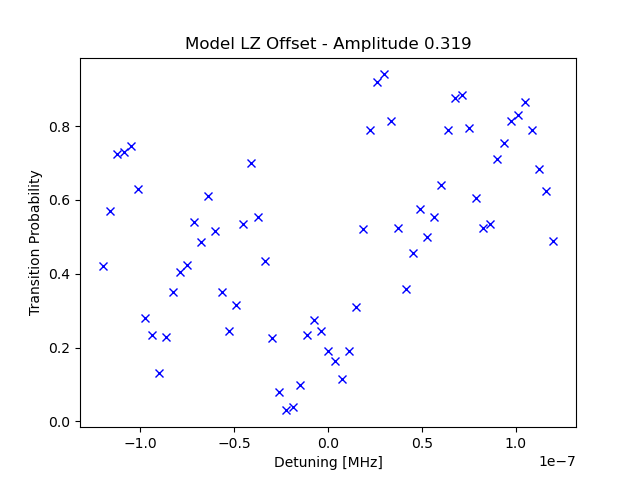 Model LZ Offset - Amplitude 0.319
Transition Probability
0.8
0.6
0.4
0.2
0.0
−1.0 −0.5 0.0 0.5 1.0
1e−7
Detuning [MHz]